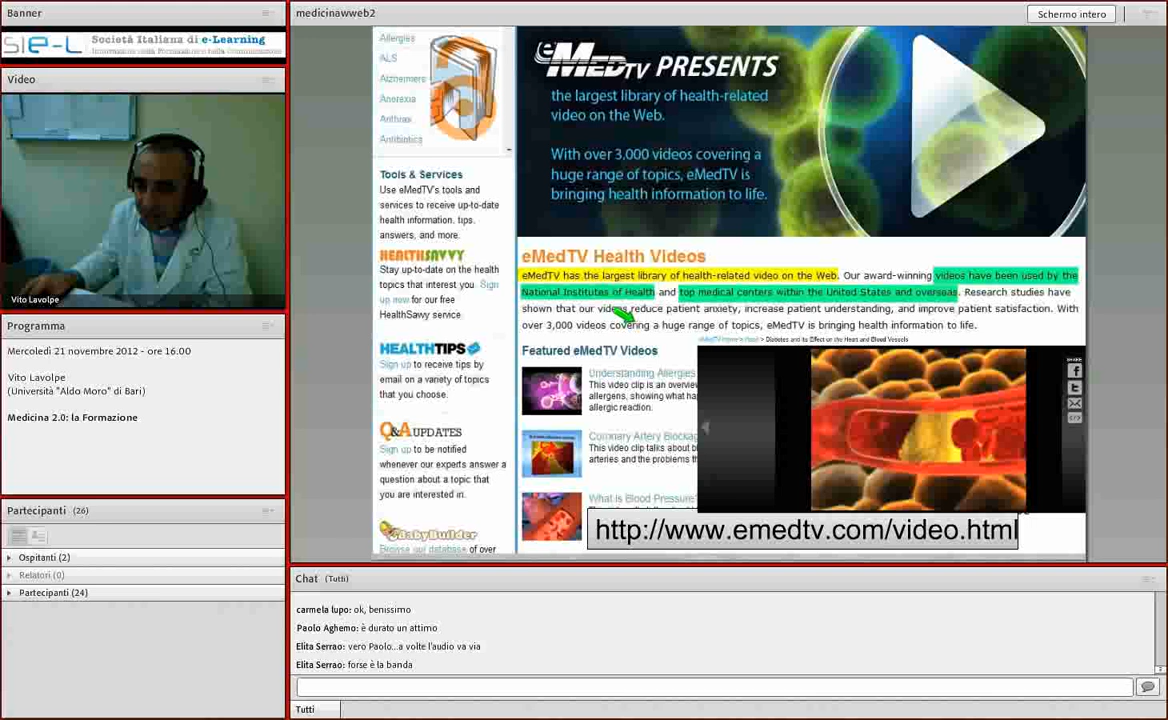 Banner
sie-L Società Italiana di e-Learning
Video
Vito Lavolpe
Programma
Mercoledì 21 novembre 2012 - ore 16:00
Vito Lavolpe
(Università "Aldo Moro" di Bari)
Medicina 2.0: la Formazione
Partecipanti (26)
Ospitanti (2)
Relatori (0)
Partecipanti (24)
medicinawweb2
Schermo intero
Allergies
ALS
Alzheimers
Anorexia
Anthrax
Antibiotics
Tools & Services
Use eMedTV's tools and
services to receive up-to-date
health information, tips,
answers, and more.
HEALTHSAVVY
Stay up-to-date on the health
topics that interest you. Sign
up now for our free
HealthSavvy service
HEALTHTIPS
Sign up to receive tips by
email on a variety of topics
that you choose.
Q&A UPDATES
Sign up to be notified
whenever our experts answer a
question about a topic that
you are interested in.
BabyBuilder
Browse our database of over
eMedTV PRESENTS
the largest library of health-related
video on the Web.
With over 3,000 videos covering a
huge range of topics, eMedTV is
bringing health information to life.
eMedTV Health Videos
eMedTV has the largest library of health-related video on the Web. Our award-winning videos have been used by the
National Institutes of Health and top medical centers within the United States and overseas. Research studies have
shown that our videos reduce patient anxiety, increase patient understanding, and improve patient satisfaction. With
over 3,000 videos covering a huge range of topics, eMedTV is bringing health information to life.
Featured eMedTV Videos
Understanding Allergies
This video clip is an overview
allergens, showing what ha
allergic reaction.
Coronary Artery Blockag
This video clip talks about bl
arteries and the problems th
What Is Blood Pressure?
> Diabetes and its Effect on the Heart and Blood Vessels
SHARE
http://www.emedtv.com/video.html
Chat (Tutti)
carmela lupo: ok, benissimo
Paolo Aghemo: è durato un attimo
Elita Serrao: vero Paolo...a volte l'audio va via
Elita Serrao: forse è la banda
Tutti